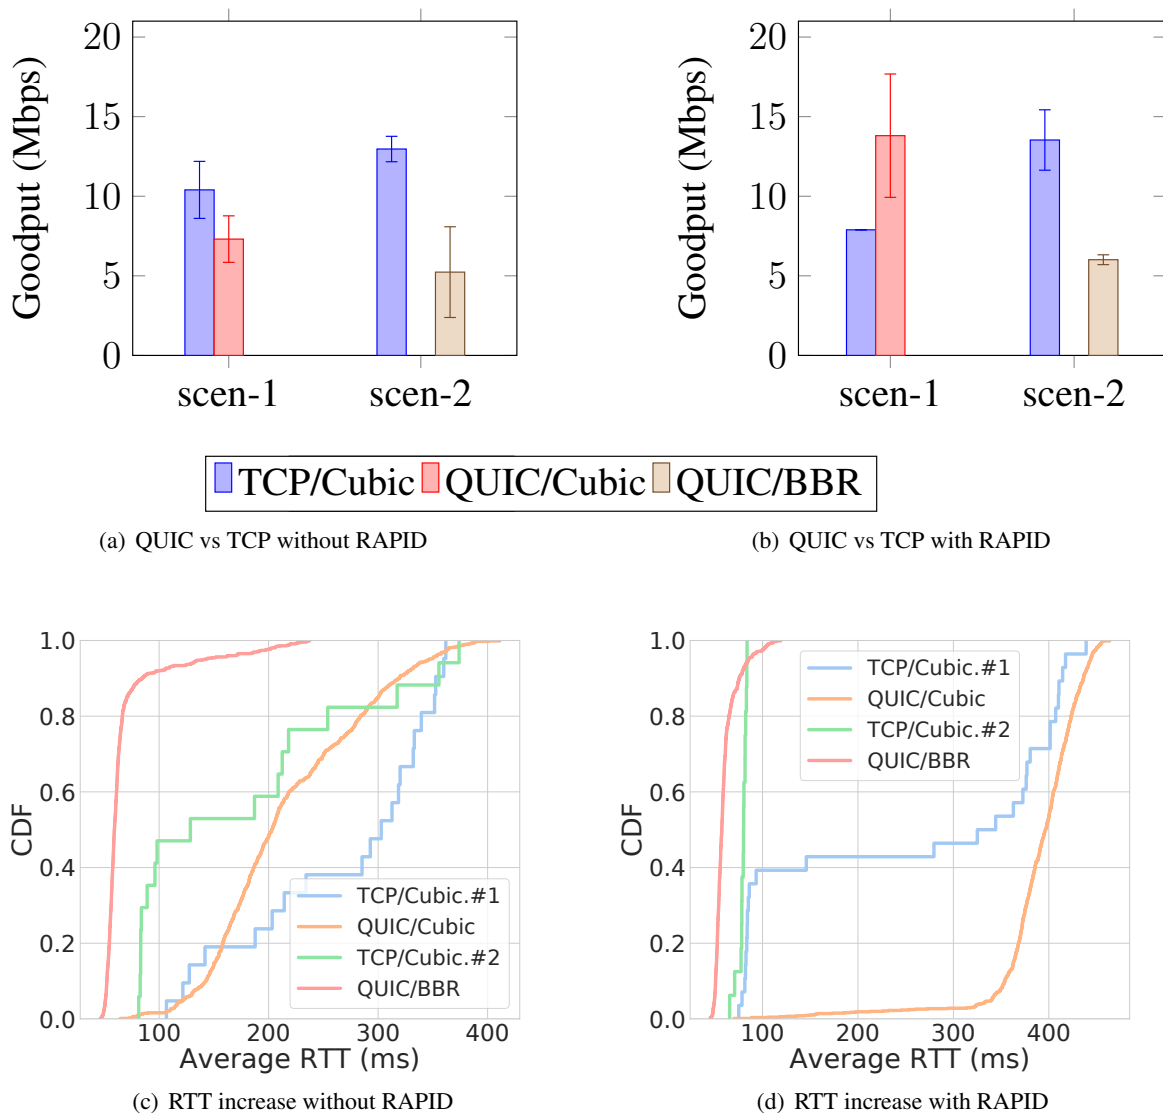 Goodput (Mbps)
20
15
10
5
0
scen-1 scen-2
Goodput (Mbps)
20
15
10
5
0
scen-1 scen-2
TCP/Cubic QUIC/Cubic QUIC/BBR
(a) QUIC vs TCP without RAPID
(b) QUIC vs TCP with RAPID
CDF
1.0
0.8
0.6
0.4
0.2
0.0
TCP/Cubic.#1
QUIC/Cubic
TCP/Cubic.#2
QUIC/BBR
100 200 300 400
Average RTT (ms)
(c) RTT increase without RAPID
CDF
1.0
0.8
0.6
0.4
0.2
0.0
TCP/Cubic.#1
QUIC/Cubic
TCP/Cubic.#2
QUIC/BBR
100 200 300 400
Average RTT (ms)
(d) RTT increase with RAPID